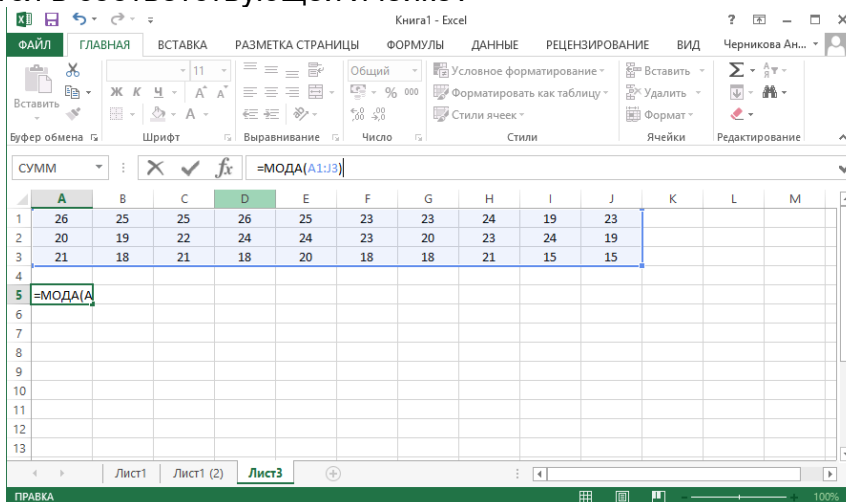 Книга1 - Excel
ФАЙЛ ГЛАВНАЯ ВСТАВКА РАЗМЕТКА СТРАНИЦЫ ФОРМУЛЫ ДАННЫЕ РЕЦЕНЗИРОВАНИЕ ВИД Черникова Ан...
Вставить
Ж К Ч
11
А А
А
Общий
% 000
Условное форматирование
Форматировать как таблицу
Стили ячеек
Вставить
Удалить
Формат
Буфер обмена Шрифт Выравнивание Число Стили Ячейки Редактирование
СУММ =МОДА(A1:J3)
A B C D E F G H I J K L M
1 26 25 25 26 25 23 23 24 19 23
2 20 19 22 24 24 23 20 23 24 19
3 21 18 21 18 20 18 18 21 15 15
4
5 =МОДА(A
6
7
8
9
10
11
12
13
Лист1 Лист1 (2) Лист3
ПРАВКА 100%